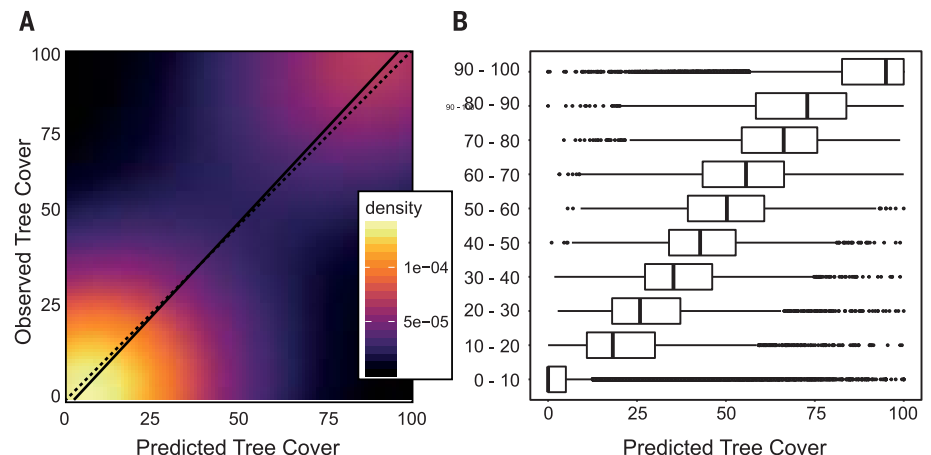 A
100
75
50
25
0
Observed Tree Cover
0 25 50 75 100
Predicted Tree Cover
density
1e−04
5e−05
B
90 - 100
80 - 90
70 - 80
60 - 70
50 - 60
40 - 50
30 - 40
20 - 30
10 - 20
0 - 10
0 25 50 75 100
Predicted Tree Cover